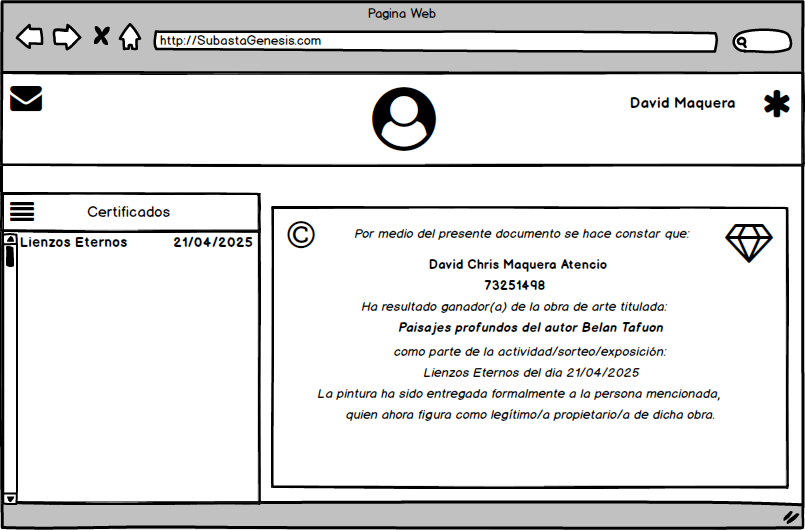 Pagina Web
http://SubastaGenesis.com
David Maquera
Certificados
Lienzos Eternos 21/04/2025
©
Por medio del presente documento se hace constar que:
David Chris Maquera Atencio
73251498
Ha resultado ganador(a) de la obra de arte titulada:
Paisajes profundos del autor Belan Tafuon
como parte de la actividad/sorteo/exposición:
Lienzos Eternos del dia 21/04/2025
La pintura ha sido entregada formalmente a la persona mencionada,
quien ahora figura como legítimo/a propietario/a de dicha obra.